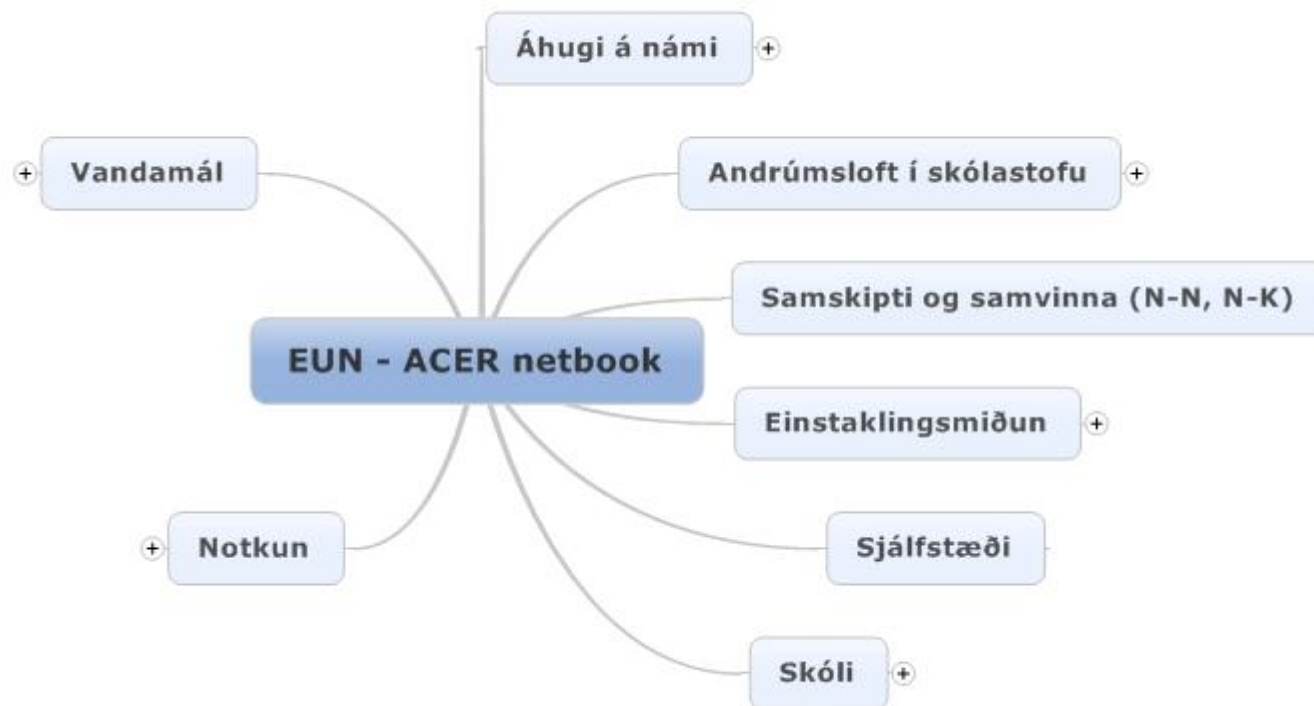 Áhugi á námi
Vandamál
Andrúmsloft í skólastofu
Samskipti og samvinna (N-N, N-K)
EUN - ACER netbook
Einstaklingsmiðun
Notkun
Sjálfstæði
Skóli